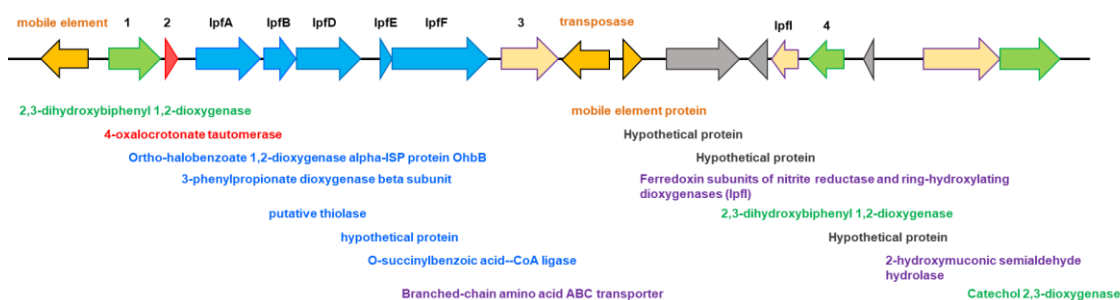 mobile element 1 2 lpfA lpfB lpfD lpfE lpfF 3 transposase lpfI 4
2,3-dihydroxybiphenyl 1,2-dioxygenase
mobile element protein
4-oxalocrotonate tautomerase
Hypothetical protein
Ortho-halobenzoate 1,2-dioxygenase alpha-ISP protein OhbB
Hypothetical protein
3-phenylpropionate dioxygenase beta subunit
Ferredoxin subunits of nitrite reductase and ring-hydroxylating
dioxygenases (lpfI)
putative thiolase
2,3-dihydroxybiphenyl 1,2-dioxygenase
hypothetical protein
Hypothetical protein
O-succinylbenzoic acid--CoA ligase
2-hydroxymuconic semialdehyde
hydrolase
Branched-chain amino acid ABC transporter
Catechol 2,3-dioxygenase